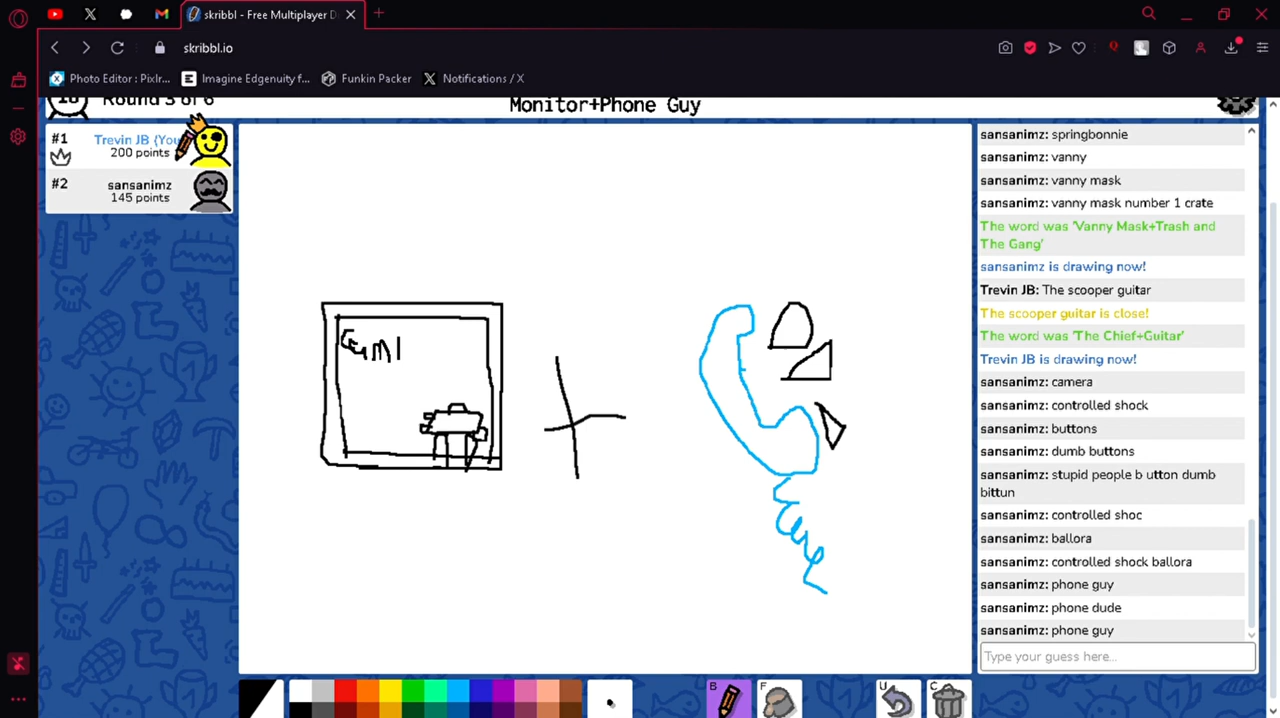 skribbl - Free Multiplayer D
skribbl.io
Photo Editor : Pixlr...
Imagine Edgenuity f...
Funkin Packer
Notifications / X
Round 3 of 6
Monitor+Phone Guy
#1
Trevin JB (You
200 points
#2
sansanimz
145 points
Cam1
sansanimz: springbonnie
sansanimz: vanny
sansanimz: vanny mask
sansanimz: vanny mask number 1 crate
The word was 'Vanny Mask+Trash and
The Gang'
sansanimz is drawing now!
Trevin JB: The scooper guitar
The scooper guitar is close!
The word was 'The Chief+Guitar'
Trevin JB is drawing now!
sansanimz: camera
sansanimz: controlled shock
sansanimz: buttons
sansanimz: dumb buttons
sansanimz: stupid people b utton dumb
bittun
sansanimz: controlled shoc
sansanimz: ballora
sansanimz: controlled shock ballora
sansanimz: phone guy
sansanimz: phone dude
sansanimz: phone guy
Type your guess here...
B
F
U
C